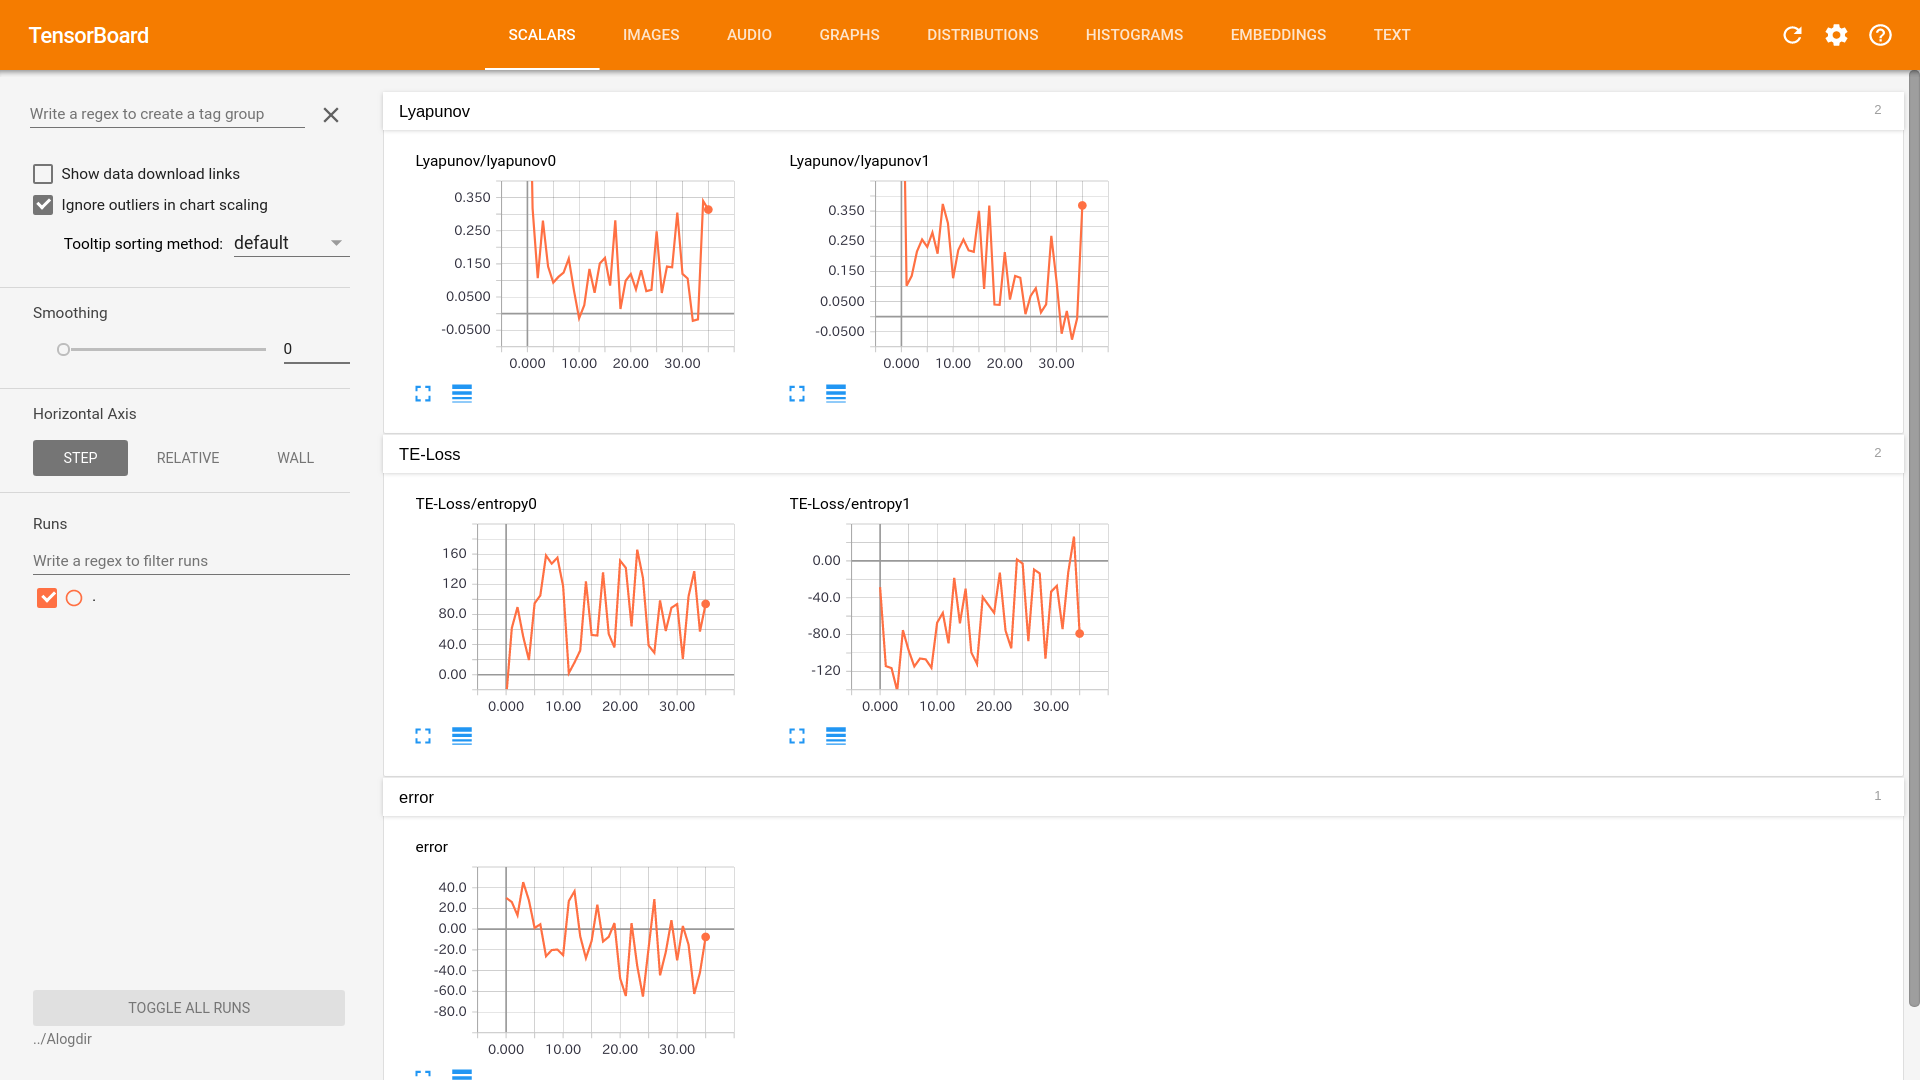 TensorBoard
SCALARS IMAGES AUDIO GRAPHS DISTRIBUTIONS HISTOGRAMS EMBEDDINGS TEXT
Write a regex to create a tag group
Show data download links
Ignore outliers in chart scaling
Tooltip sorting method: default
Smoothing
0
Horizontal Axis
STEP RELATIVE WALL
Runs
Write a regex to filter runs
.
TOGGLE ALL RUNS
../Alogdir
Lyapunov 2
Lyapunov/lyapunov0
0.350
0.250
0.150
0.0500
-0.0500
0.000 10.00 20.00 30.00
Lyapunov/lyapunov1
0.350
0.250
0.150
0.0500
-0.0500
0.000 10.00 20.00 30.00
TE-Loss 2
TE-Loss/entropy0
160
120
80.0
40.0
0.00
0.000 10.00 20.00 30.00
TE-Loss/entropy1
0.00
-40.0
-80.0
-120
0.000 10.00 20.00 30.00
error 1
error
40.0
20.0
0.00
-20.0
-40.0
-60.0
-80.0
0.000 10.00 20.00 30.00